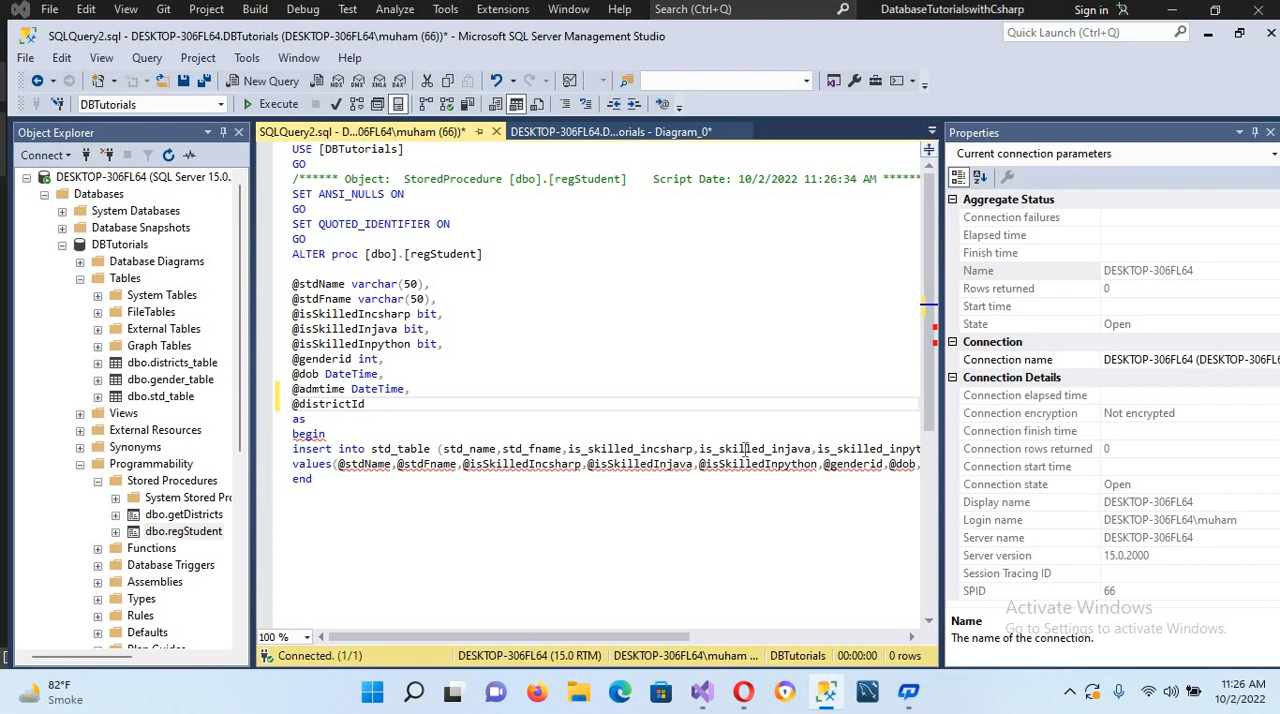 File Edit View Git Project Build Debug Test Analyze Tools Extensions Window Help Search (Ctrl+Q) DatabaseTutorialswithCsharp Sign in
SQLQuery2.sql - DESKTOP-306FL64.DBTutorials (DESKTOP-306FL64\muham (66))* - Microsoft SQL Server Management Studio Quick Launch (Ctrl+Q)
File Edit View Query Project Tools Window Help
New Query
DBTutorials Execute
Object Explorer
Connect
DESKTOP-306FL64 (SQL Server 15.0.
Databases
System Databases
Database Snapshots
DBTutorials
Database Diagrams
Tables
System Tables
FileTables
External Tables
Graph Tables
dbo.districts_table
dbo.gender_table
dbo.std_table
Views
External Resources
Synonyms
Programmability
Stored Procedures
System Stored Pr
dbo.getDistricts
dbo.regStudent
Functions
Database Triggers
Assemblies
Types
Rules
Defaults
Plan Guides
SQLQuery2.sql - D...06FL64\muham (66))* DESKTOP-306FL64.D...orials - Diagram_0*
USE [DBTutorials]
GO
/****** Object:  StoredProcedure [dbo].[regStudent]    Script Date: 10/2/2022 11:26:34 AM ******
SET ANSI_NULLS ON
GO
SET QUOTED_IDENTIFIER ON
GO
ALTER proc [dbo].[regStudent]
@stdName varchar(50),
@stdFname varchar(50),
@isSkilledIncsharp bit,
@isSkilledInjava bit,
@isSkilledInpython bit,
@genderid int,
@dob DateTime,
@admtime DateTime,
@districtId
as
begin
insert into std_table (std_name,std_fname,is_skilled_incsharp,is_skilled_injava,is_skilled_inpyt
values(@stdName,@stdFname,@isSkilledIncsharp,@isSkilledInjava,@isSkilledInpython,@genderid,@dob,
end
100 %
Connected. (1/1) DESKTOP-306FL64 (15.0 RTM) DESKTOP-306FL64\muham ... DBTutorials 00:00:00 0 rows
Properties
Current connection parameters
Aggregate Status
Connection failures
Elapsed time
Finish time
Name DESKTOP-306FL64
Rows returned 0
Start time
State Open
Connection
Connection name DESKTOP-306FL64 (DESKTOP-306
Connection Details
Connection elapsed time
Connection encryption Not encrypted
Connection finish time
Connection rows returned 0
Connection start time
Connection state Open
Display name DESKTOP-306FL64
Login name DESKTOP-306FL64\muham
Server name DESKTOP-306FL64
Server version 15.0.2000
Session Tracing ID
SPID 66
Name
The name of the connection.
Activate Windows
Go to Settings to activate Windows.
82°F
Smoke
11:26 AM
10/2/2022